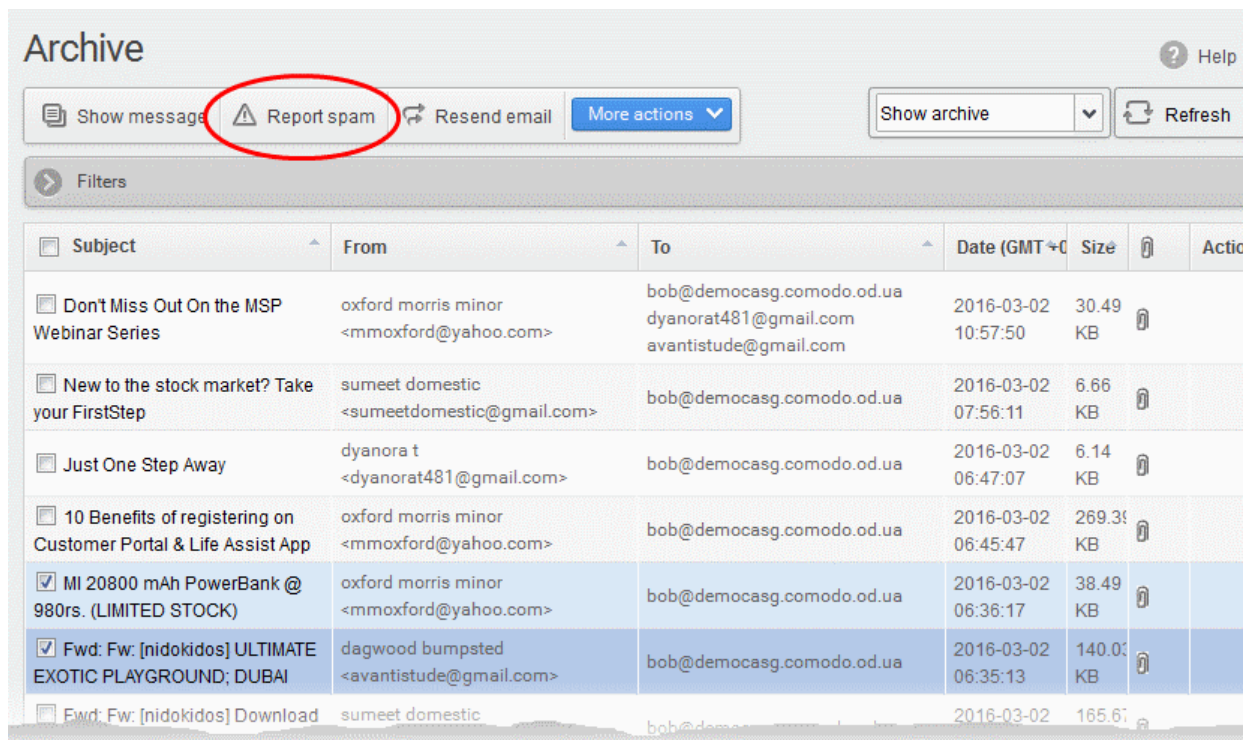 Archive
Help
Show message
Report spam
Resend email
More actions
Show archive
Refresh
Filters
Subject
From
To
Date (GMT +0
Size
Actio
Don't Miss Out On the MSP
Webinar Series
oxford morris minor
<mmoxford@yahoo.com>
bob@democasg.comodo.od.ua
dyanorat481@gmail.com
avantistude@gmail.com
2016-03-02
10:57:50
30.49
KB
New to the stock market? Take
your FirstStep
sumeet domestic
<sumeetdomestic@gmail.com>
bob@democasg.comodo.od.ua
2016-03-02
07:56:11
6.66
KB
Just One Step Away
dyanora t
<dyanorat481@gmail.com>
bob@democasg.comodo.od.ua
2016-03-02
06:47:07
6.14
KB
10 Benefits of registering on
Customer Portal & Life Assist App
oxford morris minor
<mmoxford@yahoo.com>
bob@democasg.comodo.od.ua
2016-03-02
06:45:47
269.39
KB
MI 20800 mAh PowerBank @
980rs. (LIMITED STOCK)
oxford morris minor
<mmoxford@yahoo.com>
bob@democasg.comodo.od.ua
2016-03-02
06:36:17
38.49
KB
Fwd: Fw: [nidokidos] ULTIMATE
EXOTIC PLAYGROUND; DUBAI
dagwood bumpsted
<avantistude@gmail.com>
bob@democasg.comodo.od.ua
2016-03-02
06:35:13
140.03
KB
Fwd: Fw: [nidokidos] Download
sumeet domestic
2016-03-02
165.67